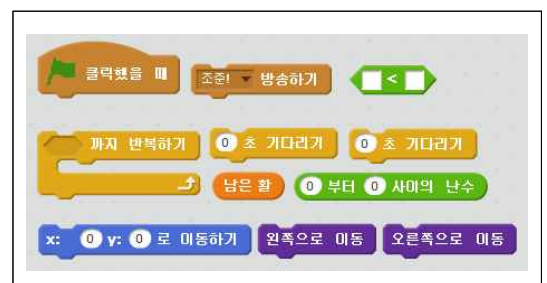 클릭했을 때 조준! 방송하기 <
까지 반복하기 0 초 기다리기 0 초 기다리기
남은 활 0 부터 0 사이의 난수
x: 0 y: 0 로 이동하기 왼쪽으로 이동 오른쪽으로 이동